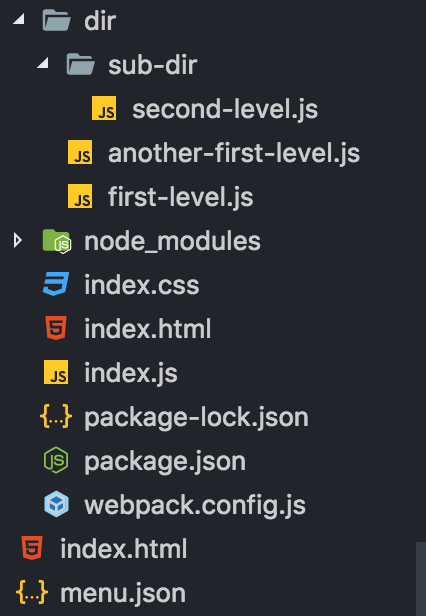 dir
sub-dir
second-level.js
another-first-level.js
first-level.js
node_modules
index.css
index.html
index.js
package-lock.json
package.json
webpack.config.js
index.html
menu.json